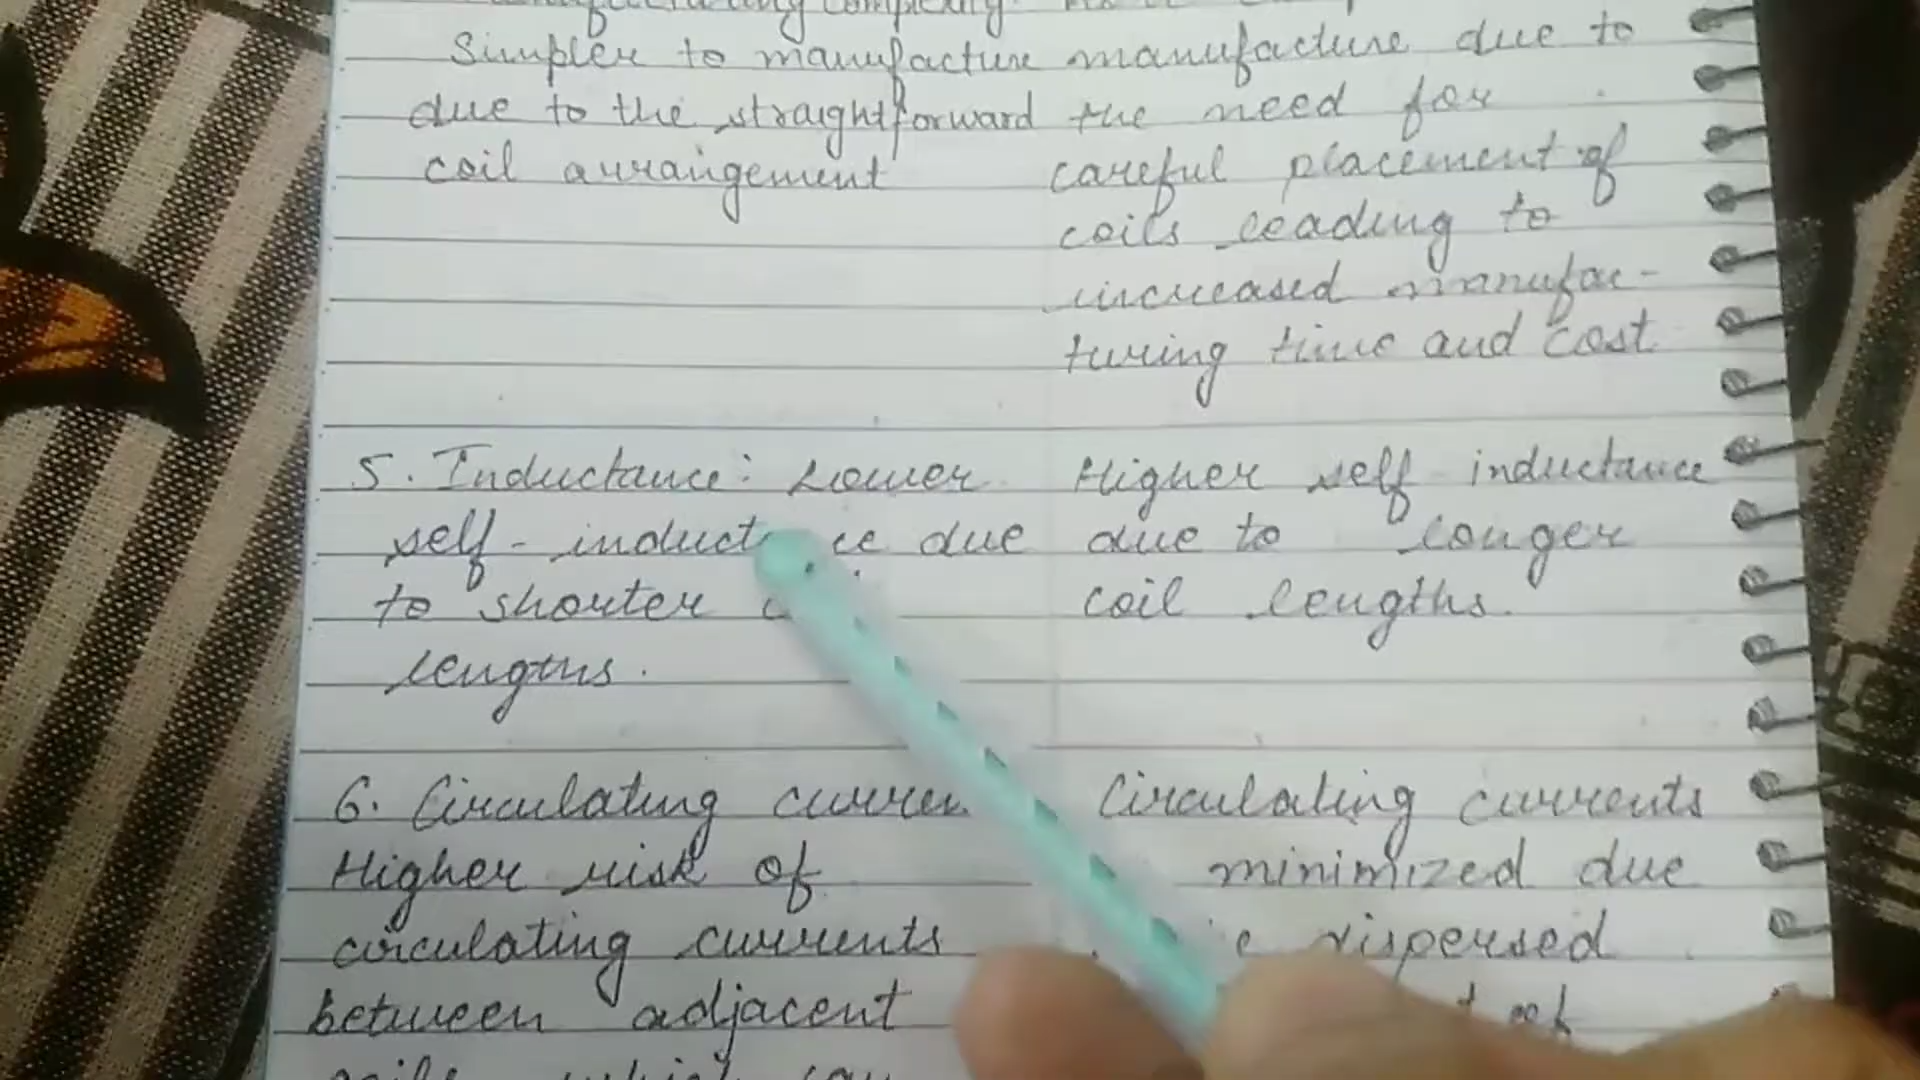 Simpler to manufacture manufacture due to
due to the straightforward the need for
coil arrangement careful placement of
coils leading to
increased manufac-
turing time and cost
5. Inductance: Lower Higher self inductance
self- due due to longer
to shorter coil lengths.
lengths.
6. Circulating Circulating currents
Higher risk of minimized due
circulating currents dispersed
between adjacent of
which can